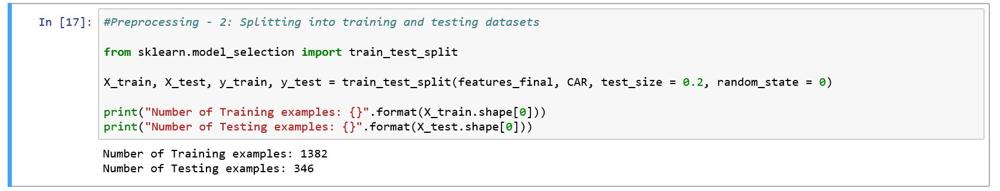 In [17]: #Preprocessing - 2: Splitting into training and testing datasets
from sklearn.model_selection import train_test_split
X_train, X_test, y_train, y_test = train_test_split(features_final, CAR, test_size = 0.2, random_state = 0)
print("Number of Training examples: {}".format(X_train.shape[0]))
print("Number of Testing examples: {}".format(X_test.shape[0]))
Number of Training examples: 1382
Number of Testing examples: 346